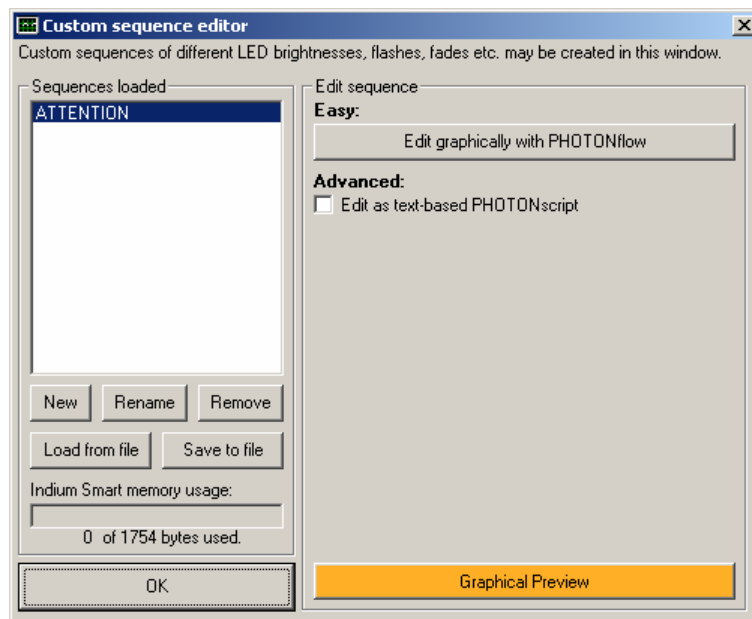 Custom sequence editor
Custom sequences of different LED brightnesses, flashes, fades etc. may be created in this window.
Sequences loaded
ATTENTION
New Rename Remove
Load from file Save to file
Indium Smart memory usage:
0 of 1754 bytes used.
OK
Edit sequence
Easy:
Edit graphically with PHOTONflow
Advanced:
Edit as text-based PHOTONscript
Graphical Preview